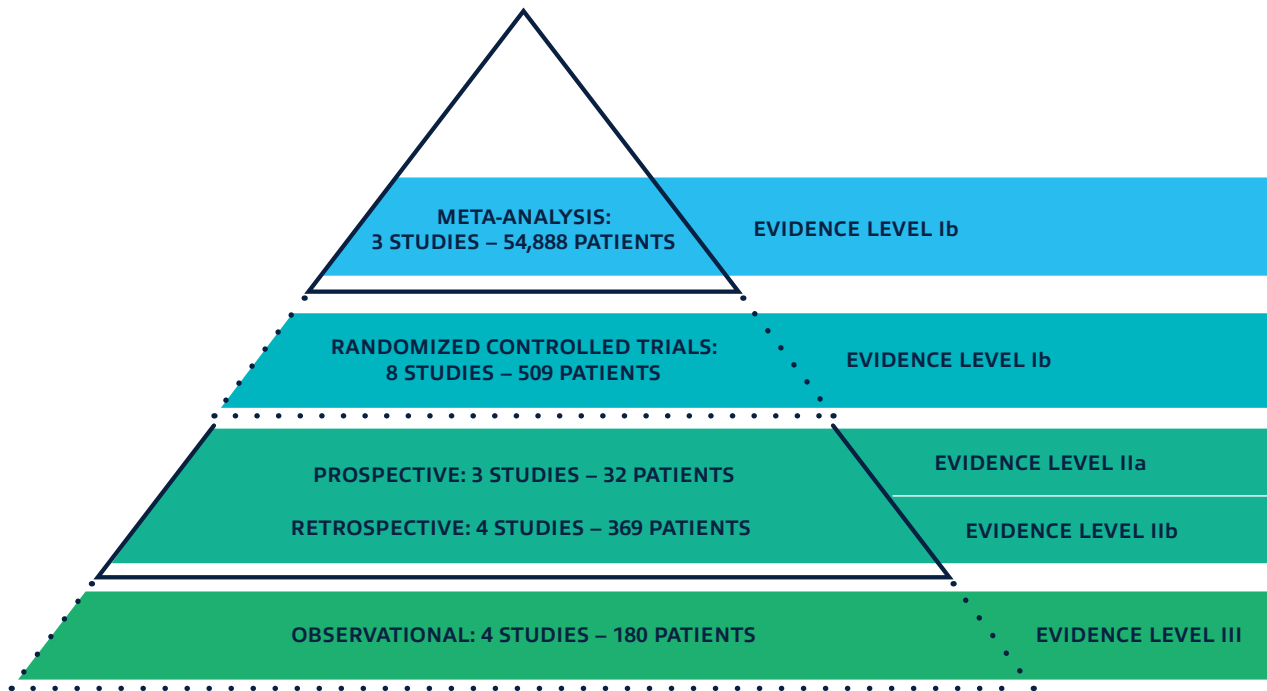 META-ANALYSIS:
3 STUDIES – 54,888 PATIENTS
EVIDENCE LEVEL Ib
RANDOMIZED CONTROLLED TRIALS:
8 STUDIES – 509 PATIENTS
EVIDENCE LEVEL Ib
PROSPECTIVE: 3 STUDIES – 32 PATIENTS
EVIDENCE LEVEL IIa
RETROSPECTIVE: 4 STUDIES – 369 PATIENTS
EVIDENCE LEVEL IIb
OBSERVATIONAL: 4 STUDIES – 180 PATIENTS
EVIDENCE LEVEL III